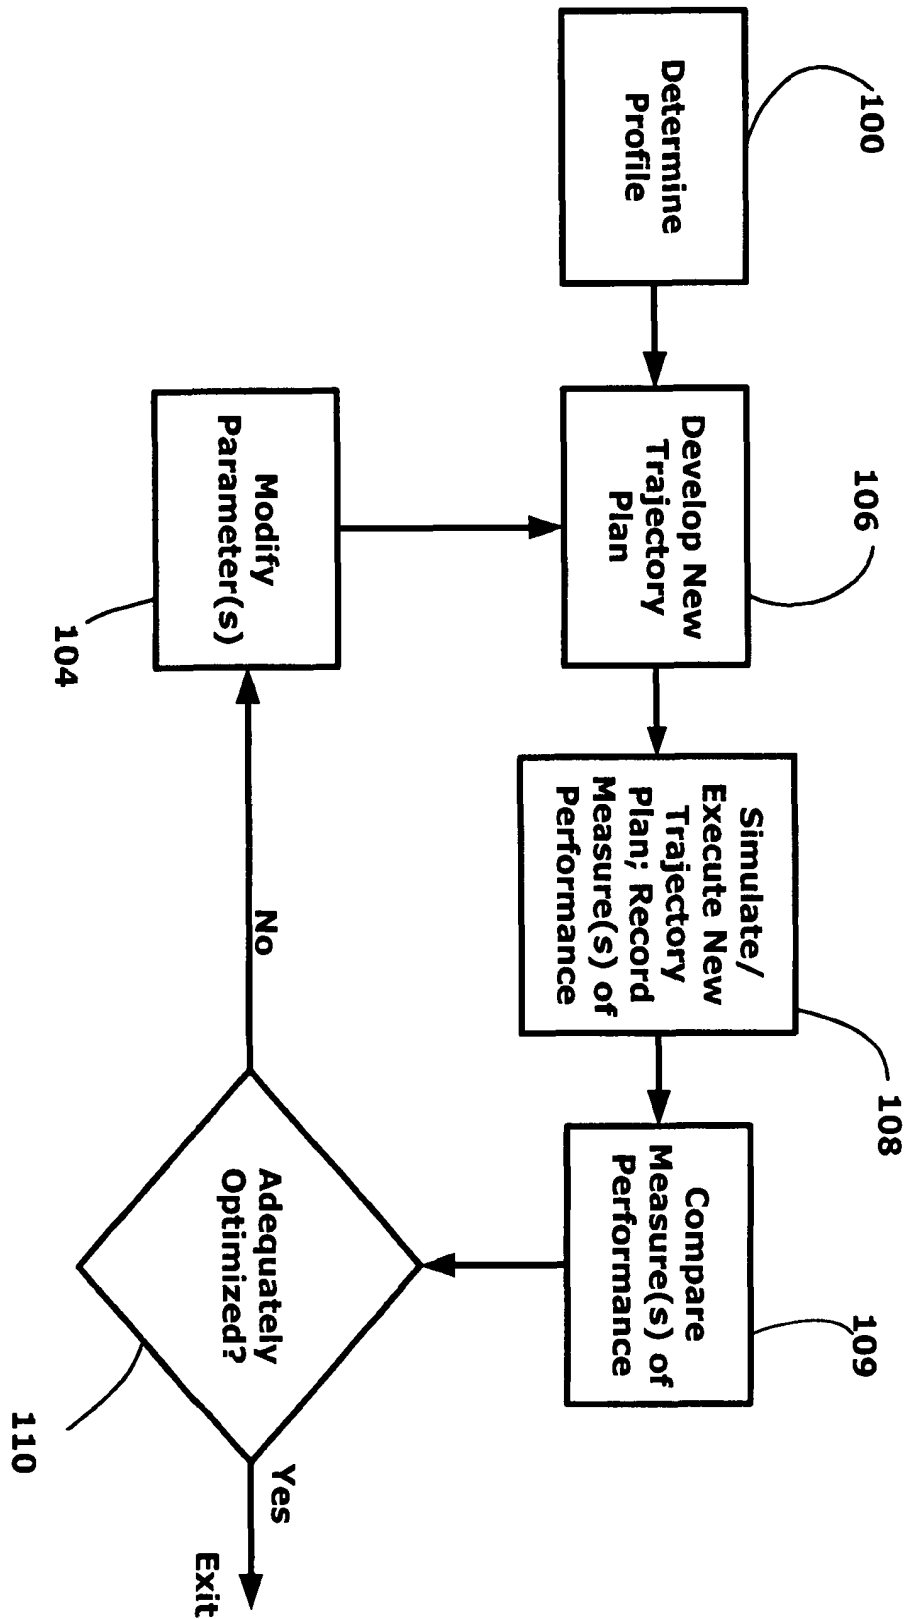 100
Determine
Profile
106
Develop New
Trajectory
Plan
108
Simulate/
Execute New
Trajectory
Plan; Record
Measure(s) of
Performance
109
Compare
Measure(s) of
Performance
Modify
Parameter(s)
104
No
Adequately
Optimized?
110
Yes
Exit